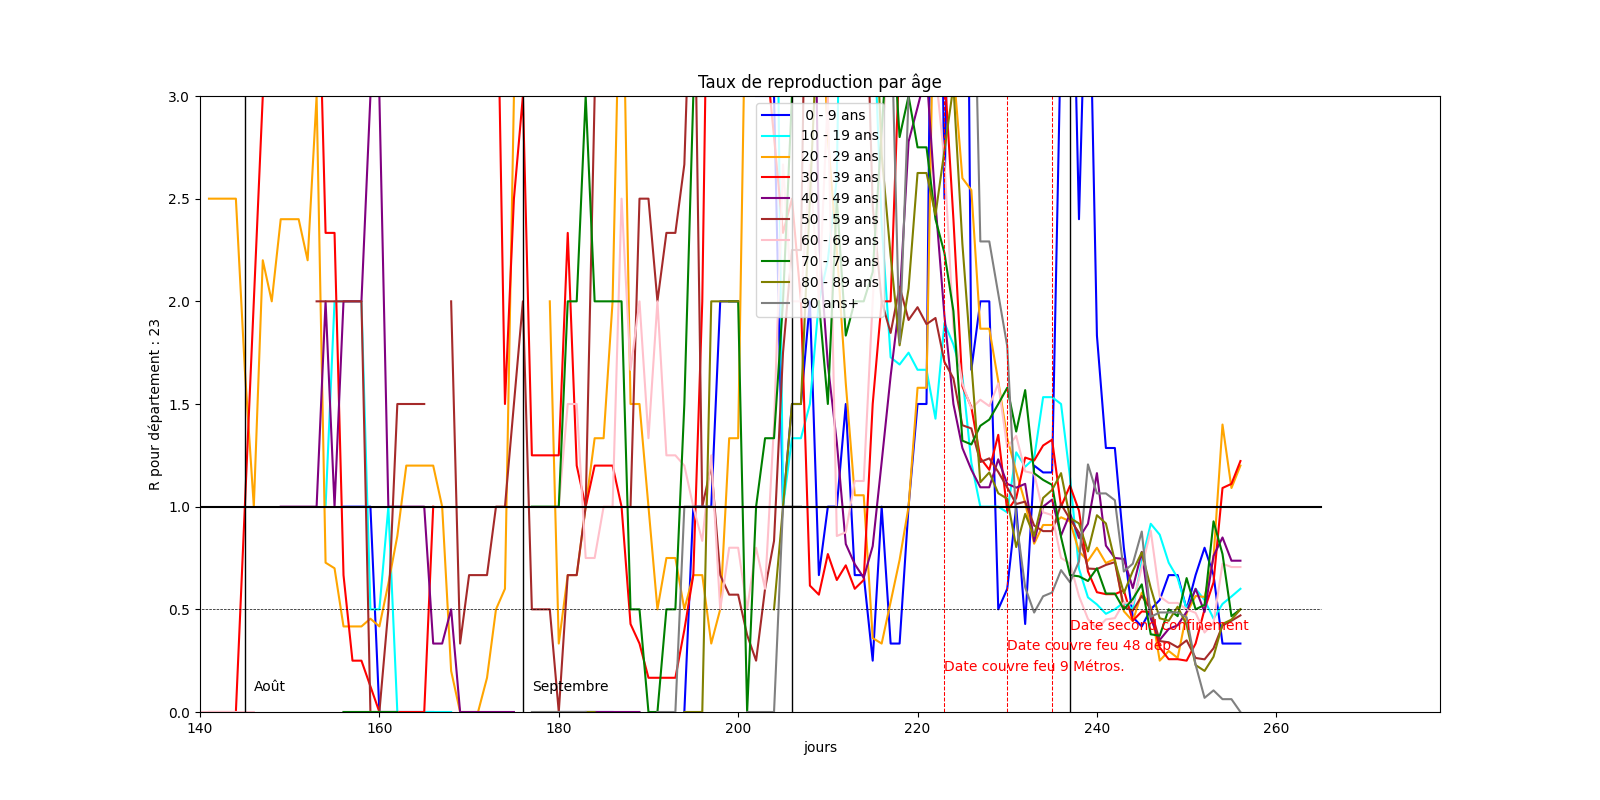 Taux de reproduction par âge
3.0
2.5
2.0
1.5
1.0
0.5
0.0
R pour département : 23
0 - 9 ans
10 - 19 ans
20 - 29 ans
30 - 39 ans
40 - 49 ans
50 - 59 ans
60 - 69 ans
70 - 79 ans
80 - 89 ans
90 ans+
Date second confinement
Date couvre feu 48 dep
Date couvre feu 9 Métros.
Août
Septembre
140
160
180
200
220
240
260
jours